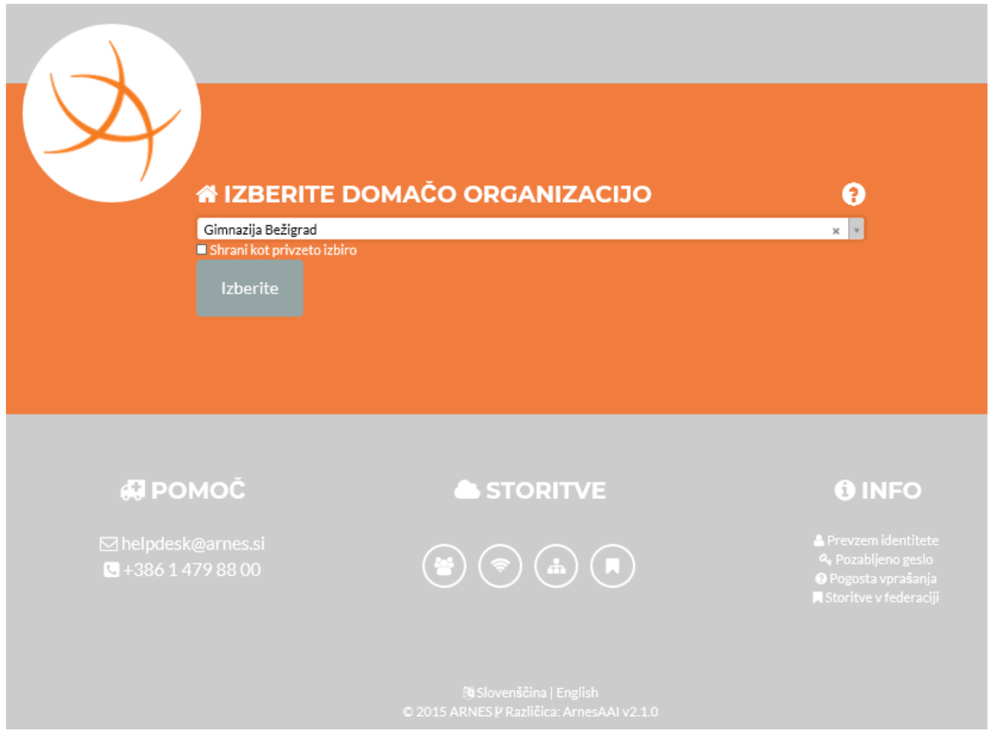 IZBERITE DOMAČO ORGANIZACIJO
Gimnazija Bežigrad
Shrani kot privzeto izbiro
Izberite
POMOČ
helpdesk@arnes.si
+386 1 479 88 00
STORITVE
INFO
Prevzem identitete
Pozabljeno geslo
Pogosta vprašanja
Storitve v federaciji
Slovenščina | English
© 2015 ARNES Različica: ArnesAAI v2.1.0